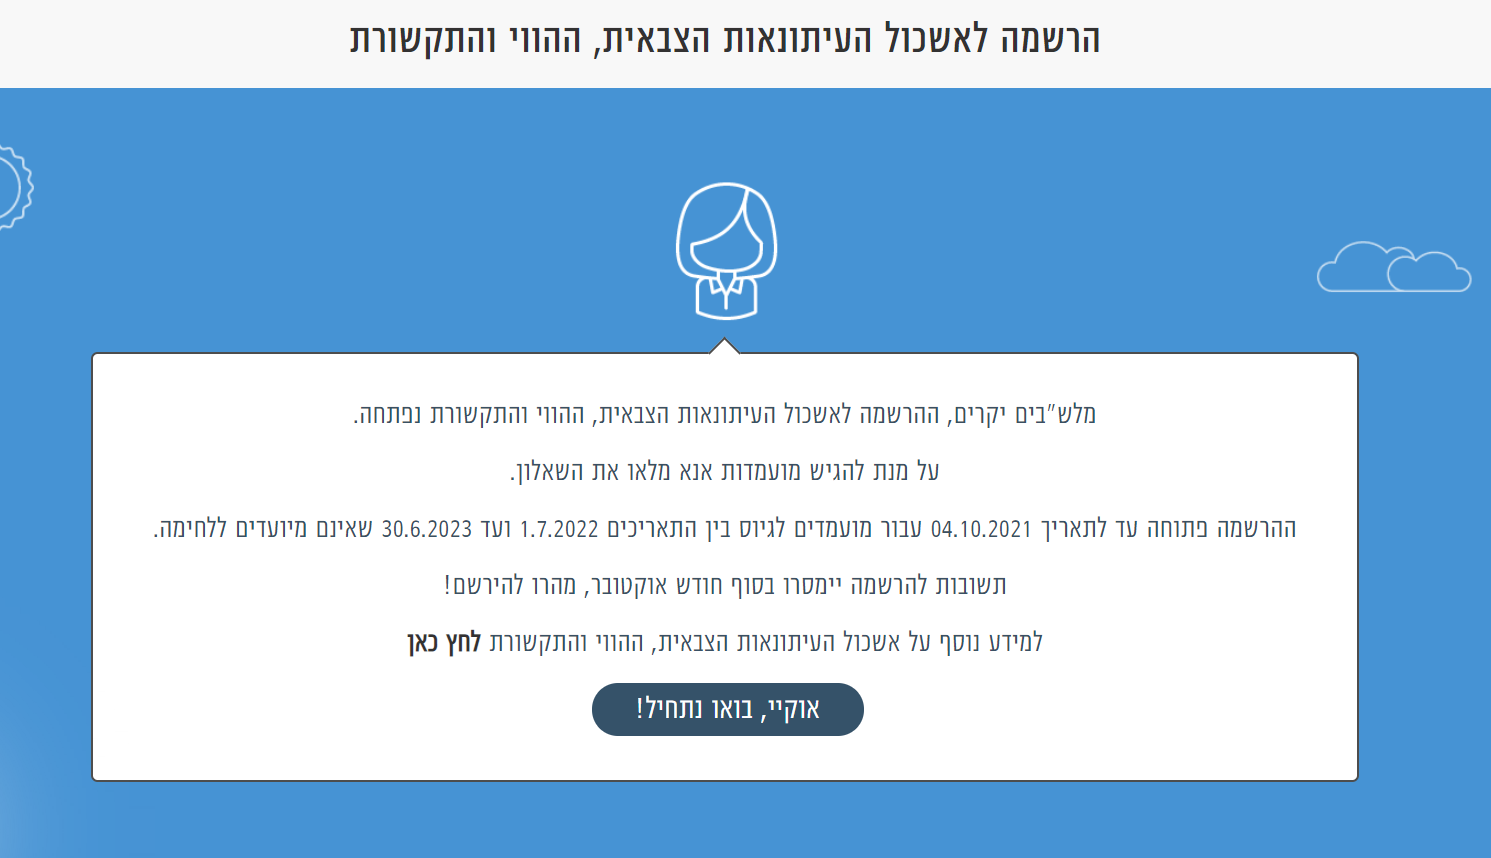 הרשמה לאשכול העיתונאות הצבאית, ההווי והתקשורת
מלש"בים יקרים, ההרשמה לאשכול העיתונאות הצבאית, ההווי והתקשורת נפתחה.
על מנת להגיש מועמדות אנא מלאו את השאלון.
ההרשמה פתוחה עד לתאריך 04.10.2021 עבור מועמדים לגיוס בין התאריכים 1.7.2022 ועד 30.6.2023 שאינם מיועדים ללחימה.
תשובות להרשמה יימסרו בסוף חודש אוקטובר, מהרו להירשם!
למידע נוסף על אשכול העיתונאות הצבאית, ההווי והתקשורת לחץ כאן
אוקיי, בואו נתחיל!